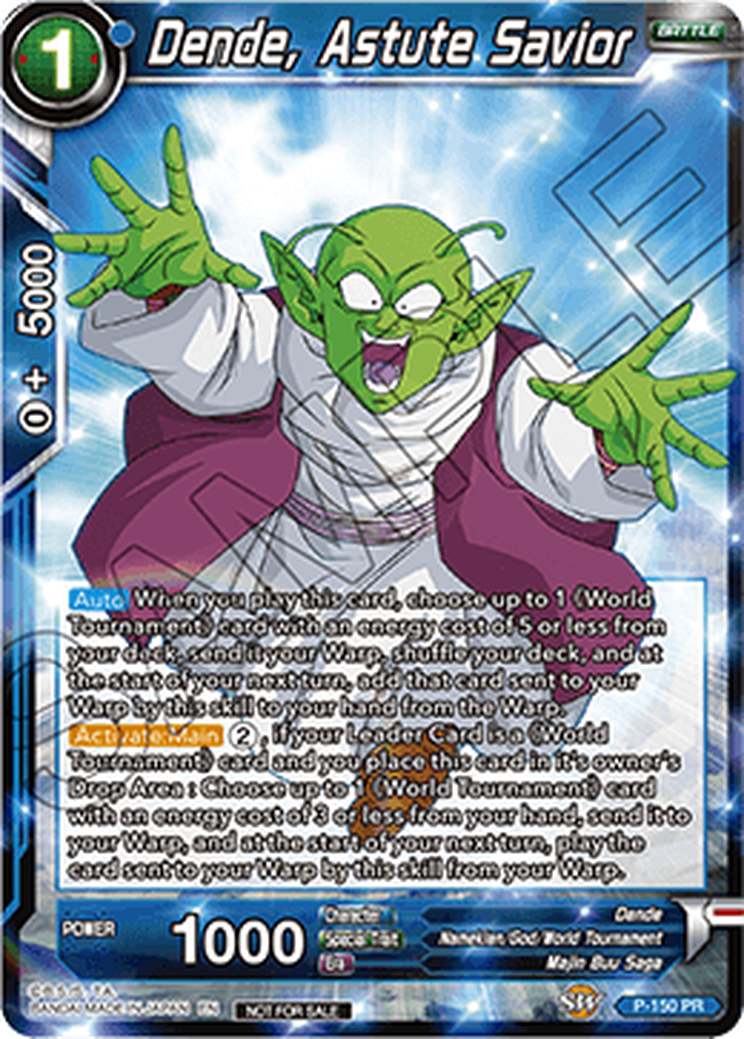 1
Dende, Astute Savior
BATTLE
0 + 5000
SAMPLE
Auto When you play this card, choose up to 1 《World
Tournament》 card with an energy cost of 5 or less from
your deck, send it your Warp, shuffle your deck, and at
the start of your next turn, add that card sent to your
Warp by this skill to your hand from the Warp.
Activate:Main 2 , if your Leader Card is a 《World
Tournament》 card and you place this card in it's owner's
Drop Area : Choose up to 1 《World Tournament》 card
with an energy cost of 3 or less from your hand, send it to
your Warp, and at the start of your next turn, play the
card sent to your Warp by this skill from your Warp.
POWER 1000
Character Dende
Special Trait Namekian/God/World Tournament
Era Majin Buu Saga
BANDAI MADE IN JAPAN EN NOT FOR SALE
P-150 PR